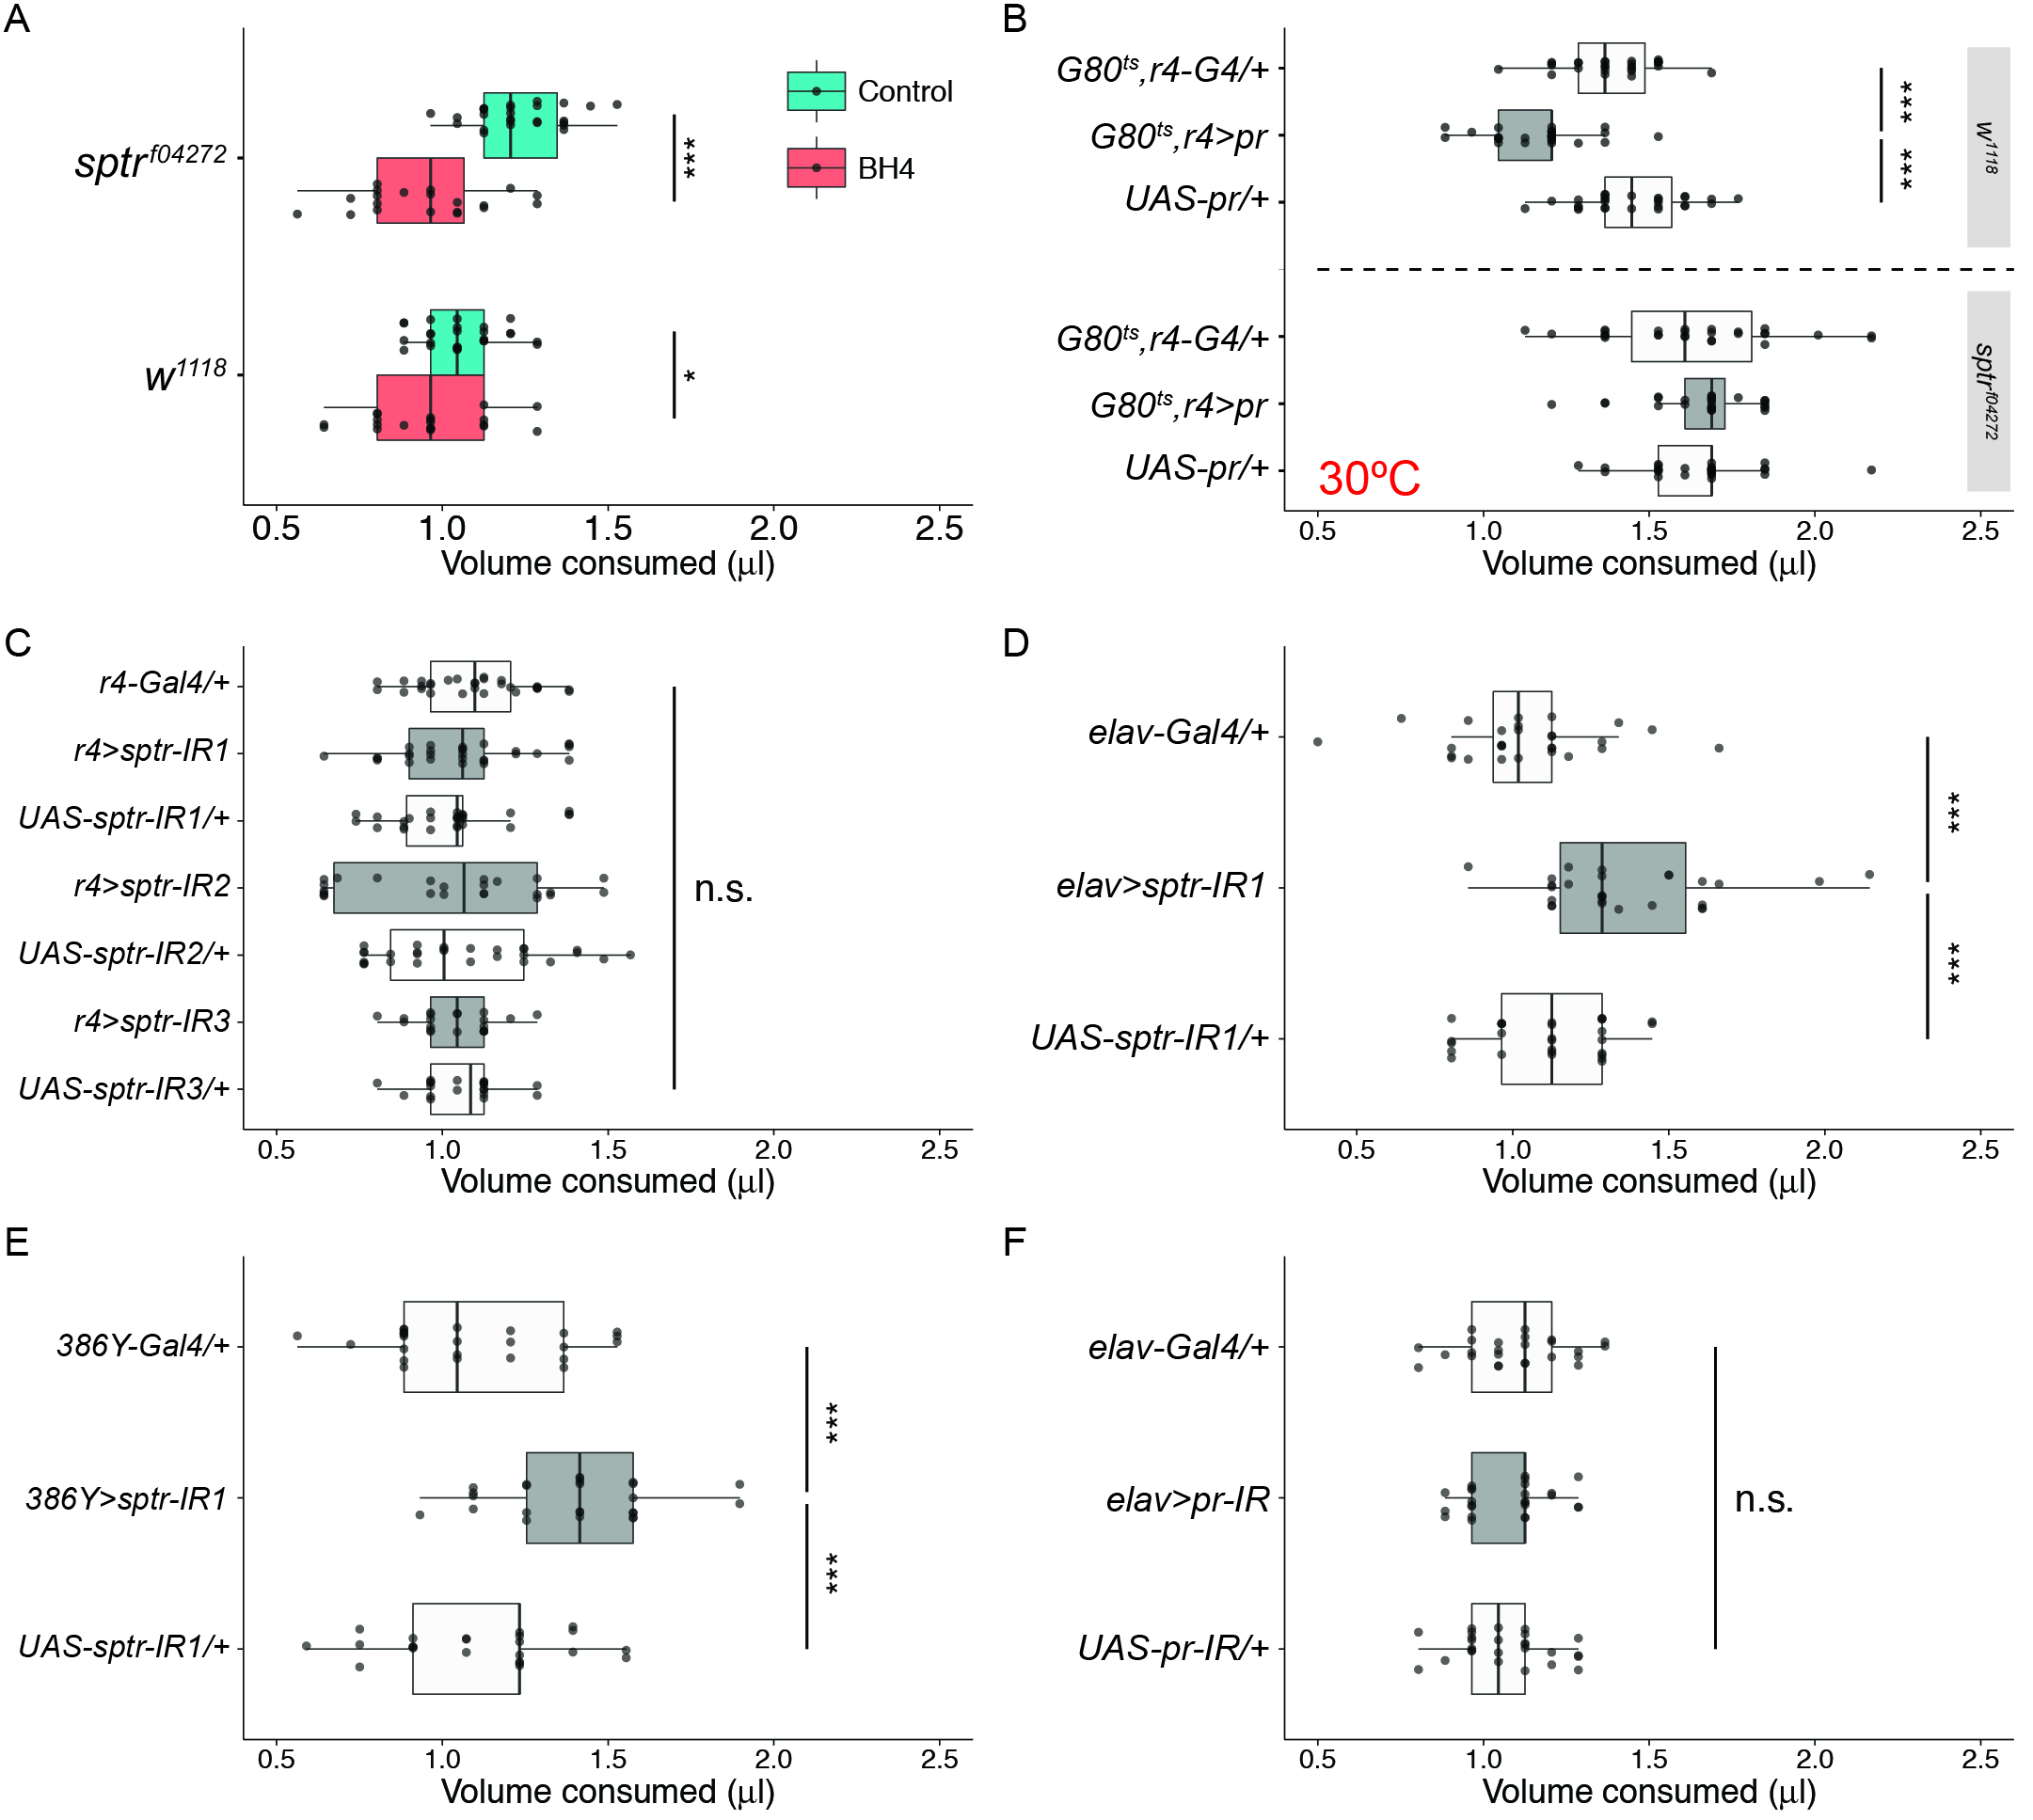 A
sptr^f04272
w^1118
***
*
Control
BH4
0.5 1.0 1.5 2.0 2.5
Volume consumed (μl)
B
G80^ts,r4-G4/+
G80^ts,r4>pr
UAS-pr/+
***
***
w^1118
G80^ts,r4-G4/+
G80^ts,r4>pr
UAS-pr/+
sptr^f04272
30ºC
0.5 1.0 1.5 2.0 2.5
Volume consumed (μl)
C
r4-Gal4/+
r4>sptr-IR1
UAS-sptr-IR1/+
r4>sptr-IR2
UAS-sptr-IR2/+
r4>sptr-IR3
UAS-sptr-IR3/+
n.s.
0.5 1.0 1.5 2.0 2.5
Volume consumed (μl)
D
elav-Gal4/+
elav>sptr-IR1
UAS-sptr-IR1/+
***
***
0.5 1.0 1.5 2.0 2.5
Volume consumed (μl)
E
386Y-Gal4/+
386Y>sptr-IR1
UAS-sptr-IR1/+
***
***
0.5 1.0 1.5 2.0 2.5
Volume consumed (μl)
F
elav-Gal4/+
elav>pr-IR
UAS-pr-IR/+
n.s.
0.5 1.0 1.5 2.0 2.5
Volume consumed (μl)